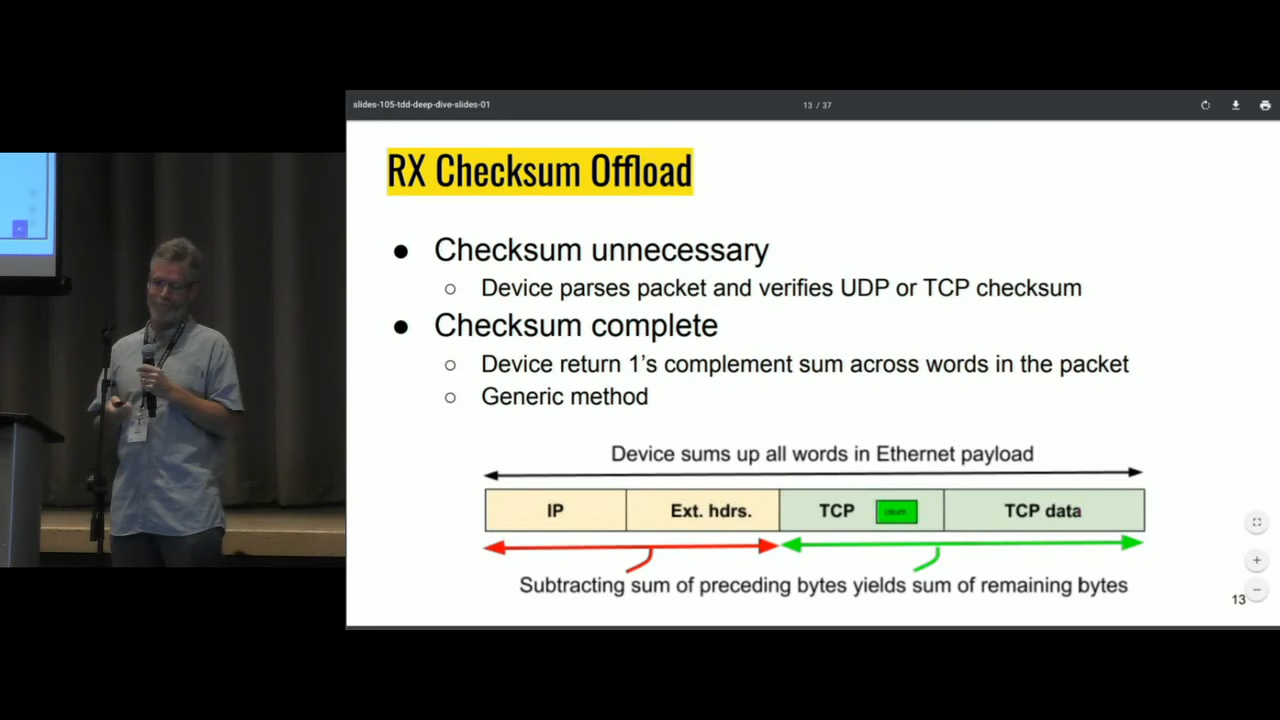 slides-105-tdd-deep-dive-slides-01
13 / 37
RX Checksum Offload
● Checksum unnecessary
○ Device parses packet and verifies UDP or TCP checksum
● Checksum complete
○ Device return 1's complement sum across words in the packet
○ Generic method
Device sums up all words in Ethernet payload
IP Ext. hdrs. TCP csum TCP data
Subtracting sum of preceding bytes yields sum of remaining bytes
13